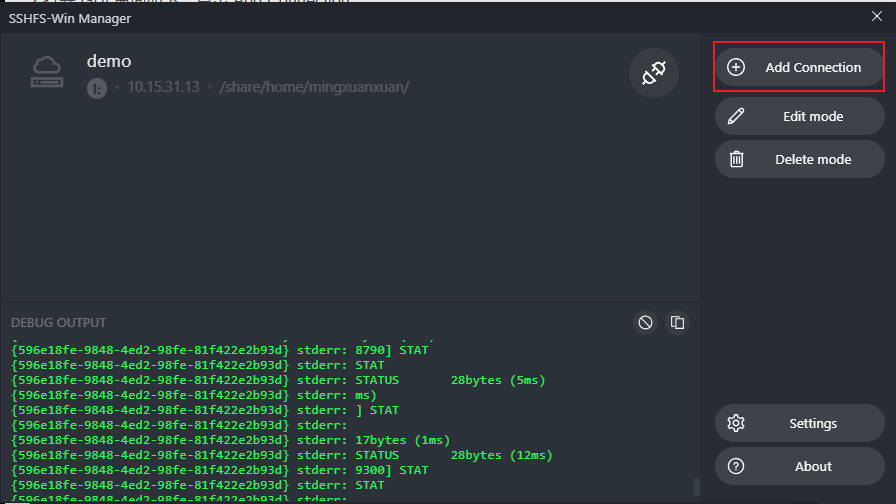 SSHFS-Win Manager
demo
I: • 10.15.31.13 • /share/home/mingxuanxuan/
Add Connection
Edit mode
Delete mode
DEBUG OUTPUT
{596e18fe-9848-4ed2-98fe-81f422e2b93d} stderr: 8790] STAT
{596e18fe-9848-4ed2-98fe-81f422e2b93d} stderr: STAT
{596e18fe-9848-4ed2-98fe-81f422e2b93d} stderr: STATUS       28bytes (5ms)
{596e18fe-9848-4ed2-98fe-81f422e2b93d} stderr: ms)
{596e18fe-9848-4ed2-98fe-81f422e2b93d} stderr: ] STAT
{596e18fe-9848-4ed2-98fe-81f422e2b93d} stderr:
{596e18fe-9848-4ed2-98fe-81f422e2b93d} stderr: 17bytes (1ms)
{596e18fe-9848-4ed2-98fe-81f422e2b93d} stderr: STATUS       28bytes (12ms)
{596e18fe-9848-4ed2-98fe-81f422e2b93d} stderr: 9300] STAT
{596e18fe-9848-4ed2-98fe-81f422e2b93d} stderr: STAT
{596e18fe-9848-4ed2-98fe-81f422e2b93d} stderr:
Settings
About